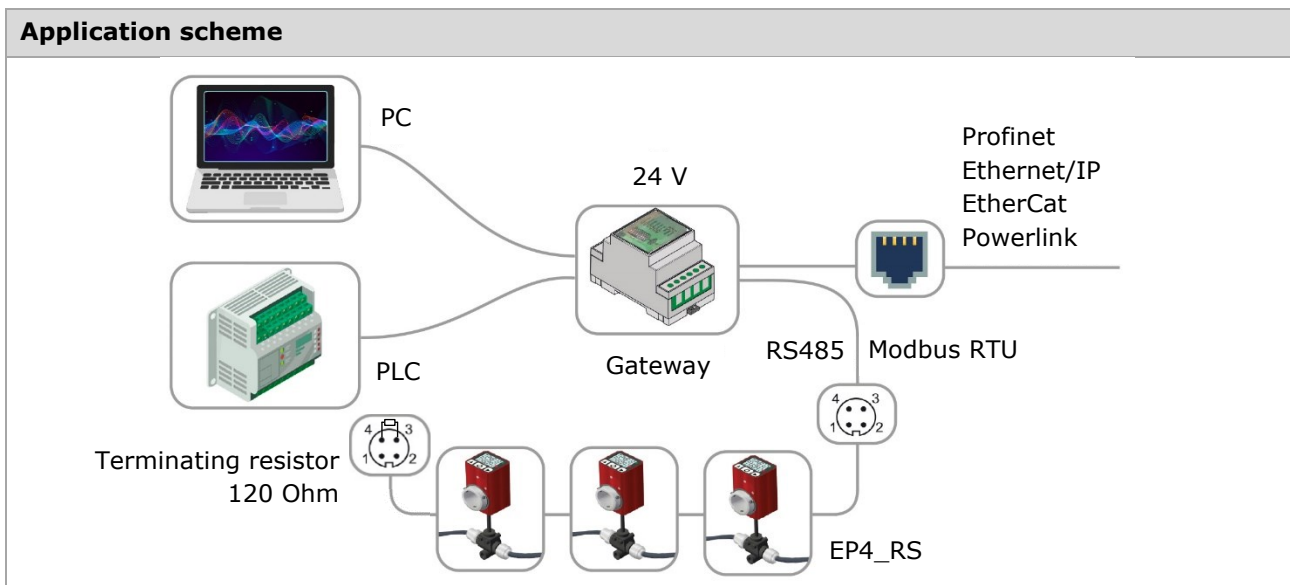 Application scheme
PC
24 V
Profinet
Ethernet/IP
EtherCat
Powerlink
PLC
Gateway
RS485
Modbus RTU
4 3
1 2
4 3
1 2
Terminating resistor
120 Ohm
EP4_RS